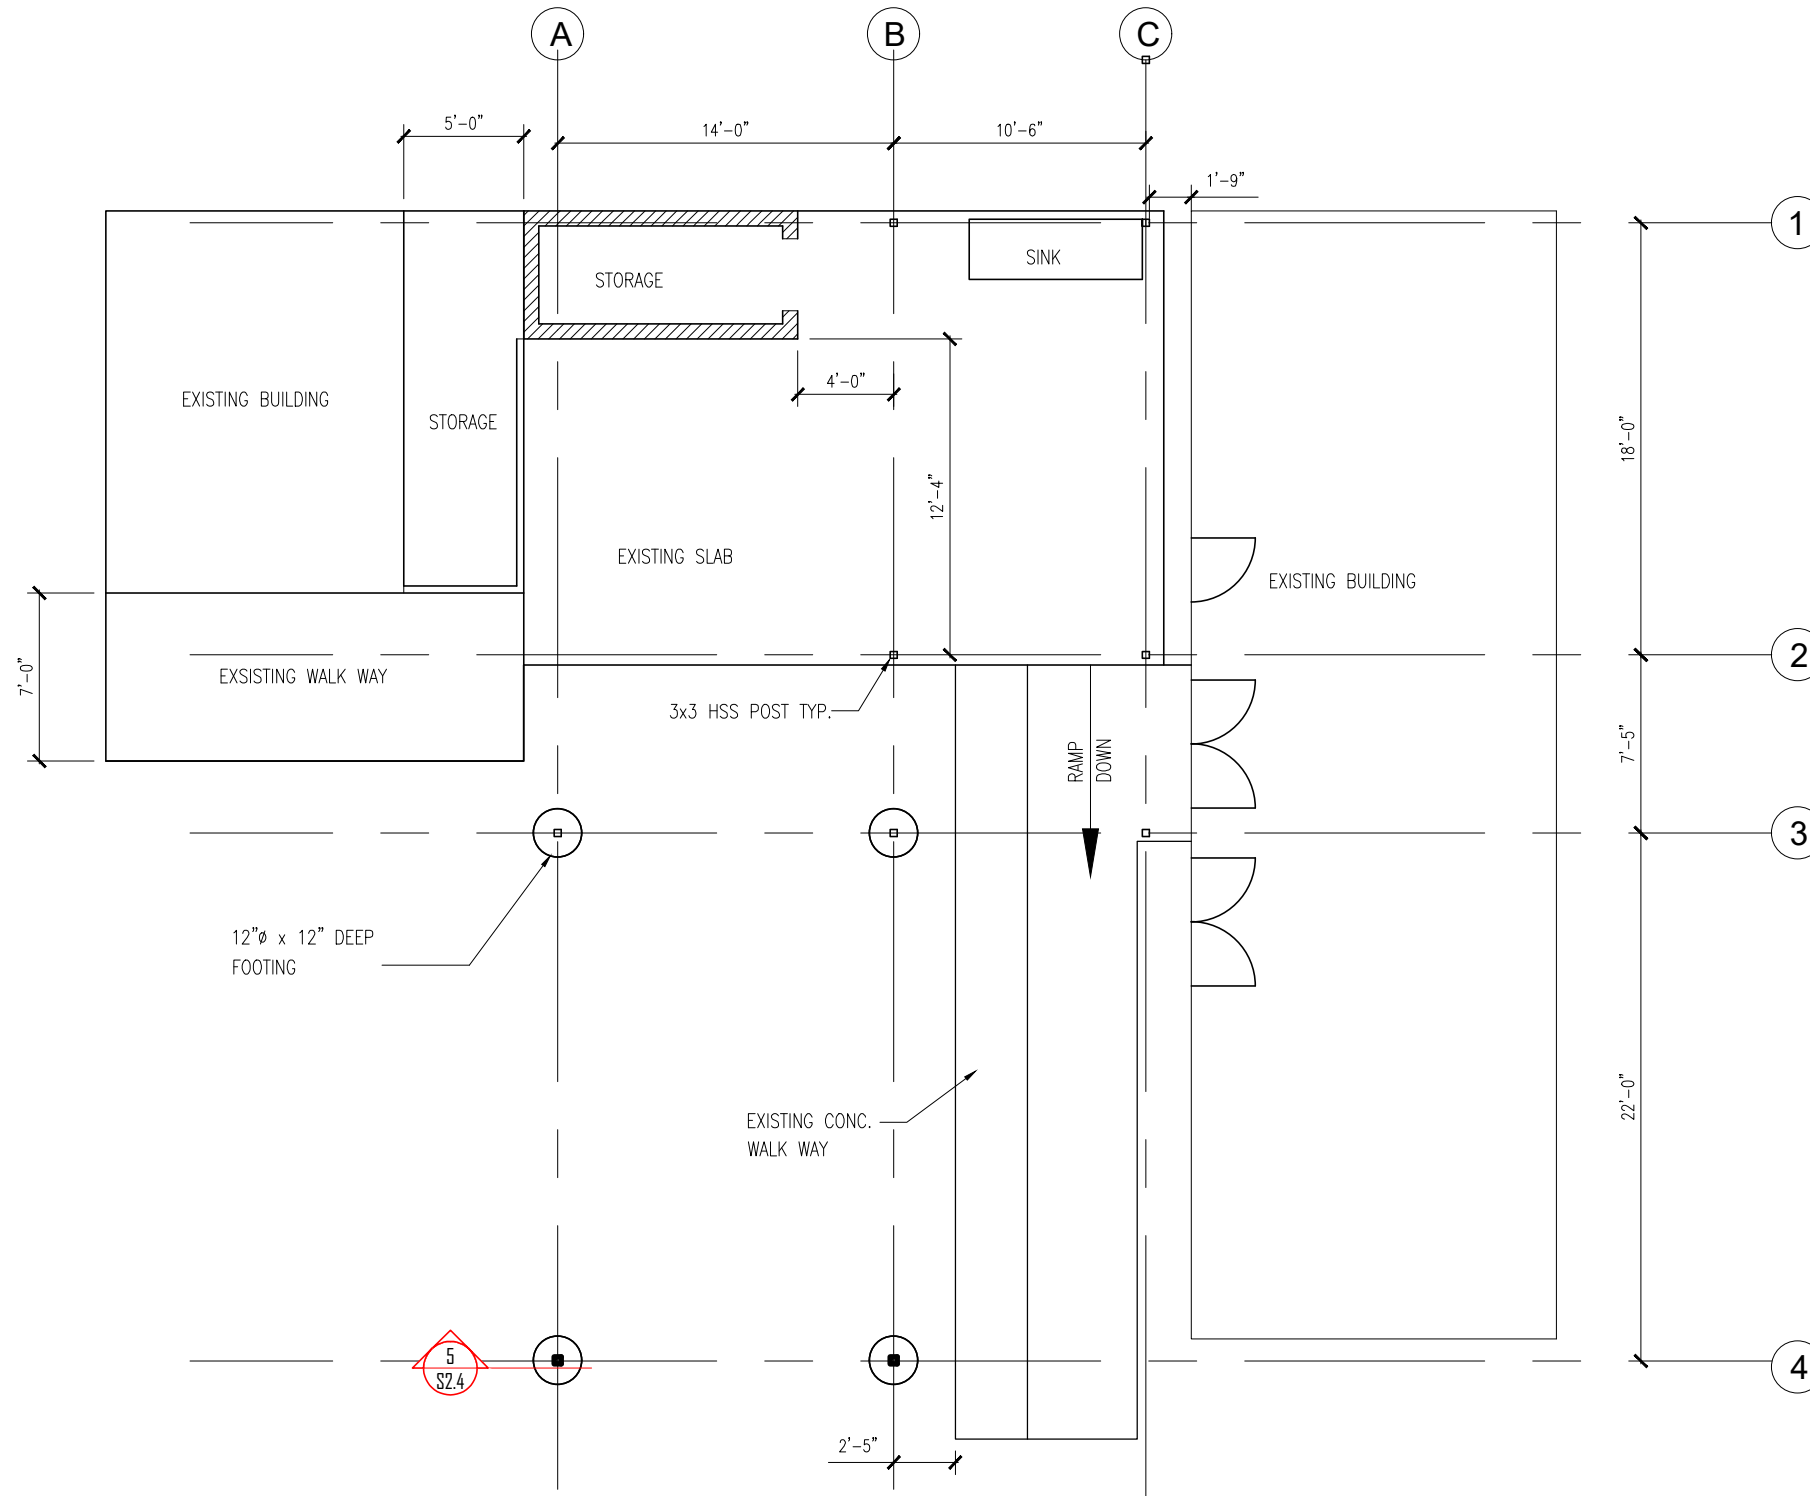 A
B
C
5'-0"
14'-0"
10'-6"
1'-9"
1
SINK
STORAGE
4'-0"
EXISTING BUILDING
STORAGE
18'-0"
12'-4"
EXISTING SLAB
EXISTING BUILDING
2
7'-0"
EXSISTING WALK WAY
3x3 HSS POST TYP.
RAMP
DOWN
7'-5"
3
12"ø x 12" DEEP
FOOTING
22'-0"
EXISTING CONC.
WALK WAY
5
S2.4
4
2'-5"